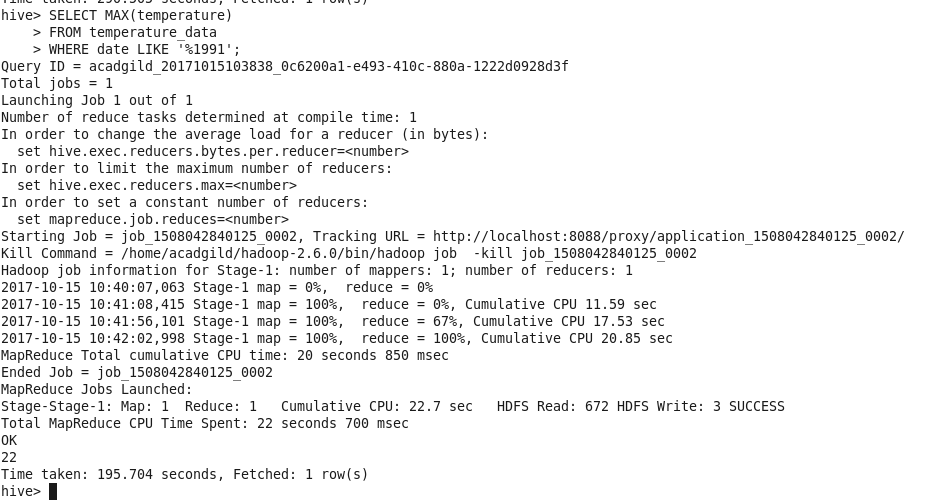 Time taken: 290.505 seconds, Fetched: 1 row(s)
hive> SELECT MAX(temperature)
    > FROM temperature_data
    > WHERE date LIKE '%1991';
Query ID = acadgild_20171015103838_0c6200a1-e493-410c-880a-1222d0928d3f
Total jobs = 1
Launching Job 1 out of 1
Number of reduce tasks determined at compile time: 1
In order to change the average load for a reducer (in bytes):
  set hive.exec.reducers.bytes.per.reducer=<number>
In order to limit the maximum number of reducers:
  set hive.exec.reducers.max=<number>
In order to set a constant number of reducers:
  set mapreduce.job.reduces=<number>
Starting Job = job_1508042840125_0002, Tracking URL = http://localhost:8088/proxy/application_1508042840125_0002/
Kill Command = /home/acadgild/hadoop-2.6.0/bin/hadoop job  -kill job_1508042840125_0002
Hadoop job information for Stage-1: number of mappers: 1; number of reducers: 1
2017-10-15 10:40:07,063 Stage-1 map = 0%,  reduce = 0%
2017-10-15 10:41:08,415 Stage-1 map = 100%,  reduce = 0%, Cumulative CPU 11.59 sec
2017-10-15 10:41:56,101 Stage-1 map = 100%,  reduce = 67%, Cumulative CPU 17.53 sec
2017-10-15 10:42:02,998 Stage-1 map = 100%,  reduce = 100%, Cumulative CPU 20.85 sec
MapReduce Total cumulative CPU time: 20 seconds 850 msec
Ended Job = job_1508042840125_0002
MapReduce Jobs Launched:
Stage-Stage-1: Map: 1  Reduce: 1   Cumulative CPU: 22.7 sec   HDFS Read: 672 HDFS Write: 3 SUCCESS
Total MapReduce CPU Time Spent: 22 seconds 700 msec
OK
22
Time taken: 195.704 seconds, Fetched: 1 row(s)
hive>